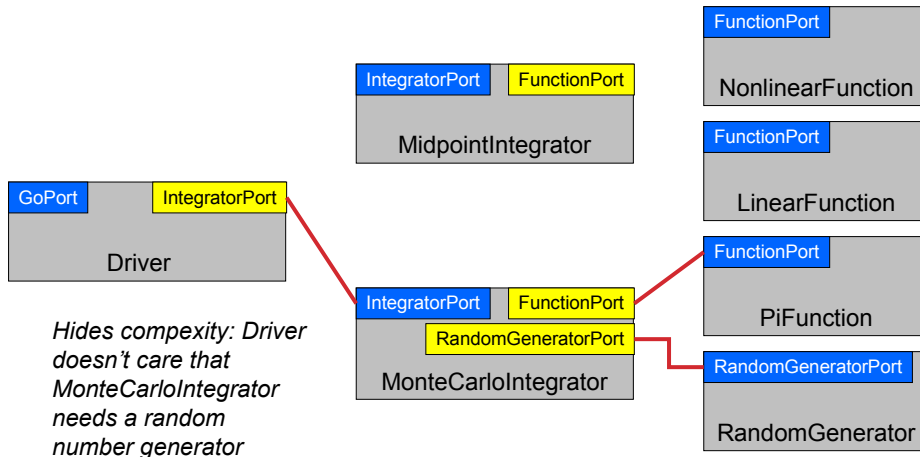 FunctionPort
NonlinearFunction
IntegratorPort FunctionPort
MidpointIntegrator
FunctionPort
LinearFunction
GoPort IntegratorPort
Driver
FunctionPort
PiFunction
IntegratorPort FunctionPort
RandomGeneratorPort
MonteCarloIntegrator
RandomGeneratorPort
RandomGenerator
Hides compexity: Driver
doesn't care that
MonteCarloIntegrator
needs a random
number generator